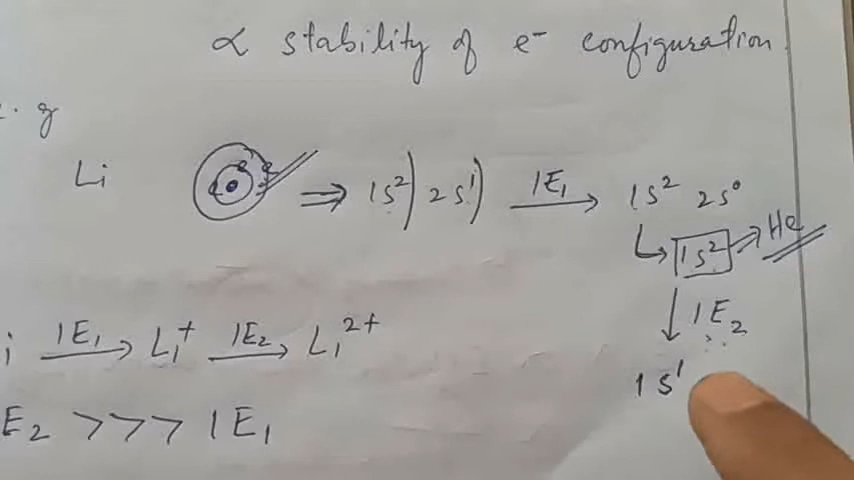 ∝ stability of e⁻ configuration.
. g
Li ⇒ 1s²) 2s¹) IE₁ → 1s² 2s⁰
↳ 1s² ⇒ He
↓ IE₂
i IE₁ → Li⁺ IE₂ → Li²⁺
1s¹
E₂ >>> IE₁